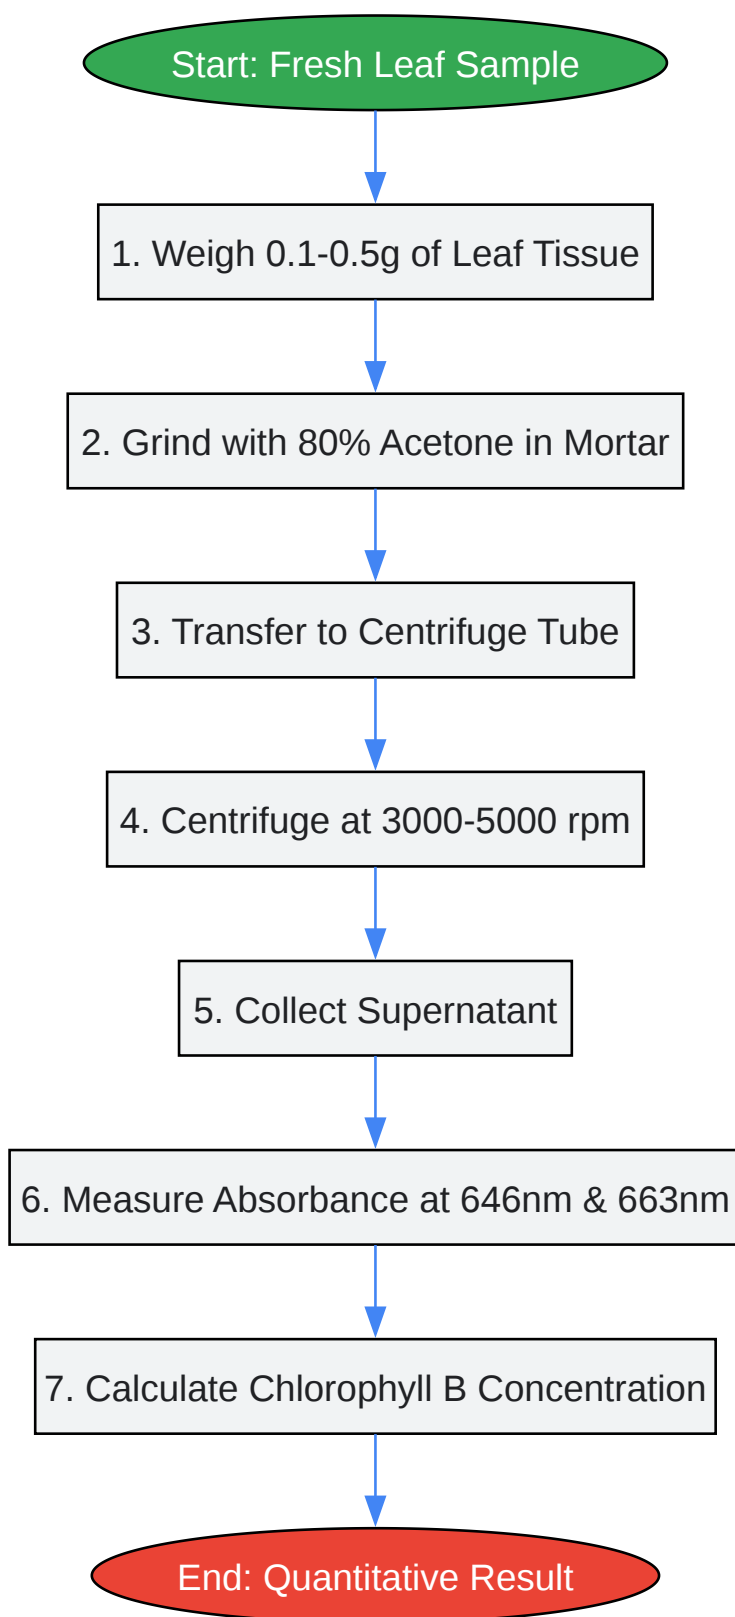 Start: Fresh Leaf Sample
1. Weigh 0.1-0.5g of Leaf Tissue
2. Grind with 80% Acetone in Mortar
3. Transfer to Centrifuge Tube
4. Centrifuge at 3000-5000 rpm
5. Collect Supernatant
6. Measure Absorbance at 646nm & 663nm
7. Calculate Chlorophyll B Concentration
End: Quantitative Result